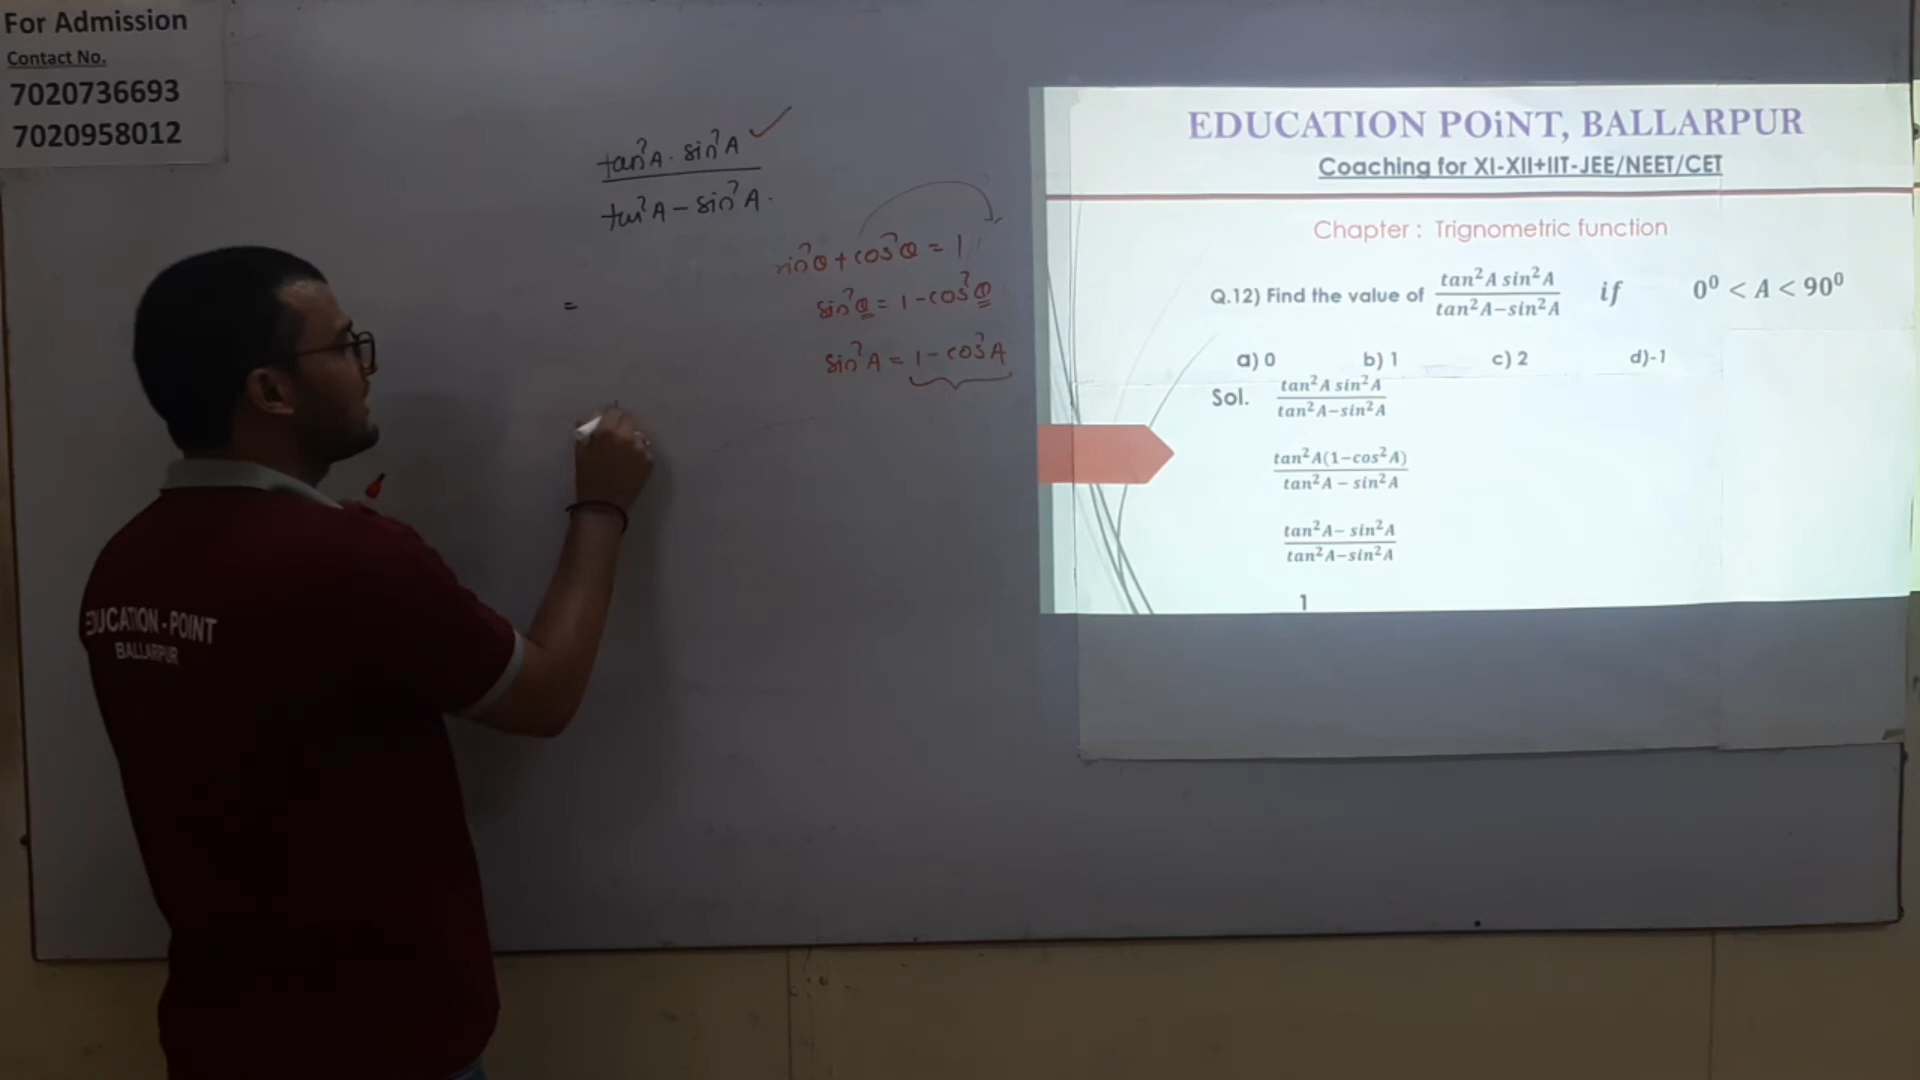 For Admission
Contact No.
7020736693
7020958012
tan²A · sin²A ✓
tan²A - sin²A.
sin²θ + cos²θ = 1
sin²θ = 1 - cos²θ
=
sin²A = 1 - cos²A
EDUCATION - POINT
BALLARPUR
EDUCATION POiNT, BALLARPUR
Coaching for XI-XII+IIT-JEE/NEET/CET
Chapter : Trignometric function
Q.12) Find the value of tan²A sin²A / tan²A−sin²A if 0⁰ < A < 90⁰
a) 0 b) 1 c) 2 d)-1
Sol. tan²A sin²A / tan²A−sin²A
tan²A(1−cos²A)
tan²A − sin²A
tan²A− sin²A
tan²A−sin²A
1